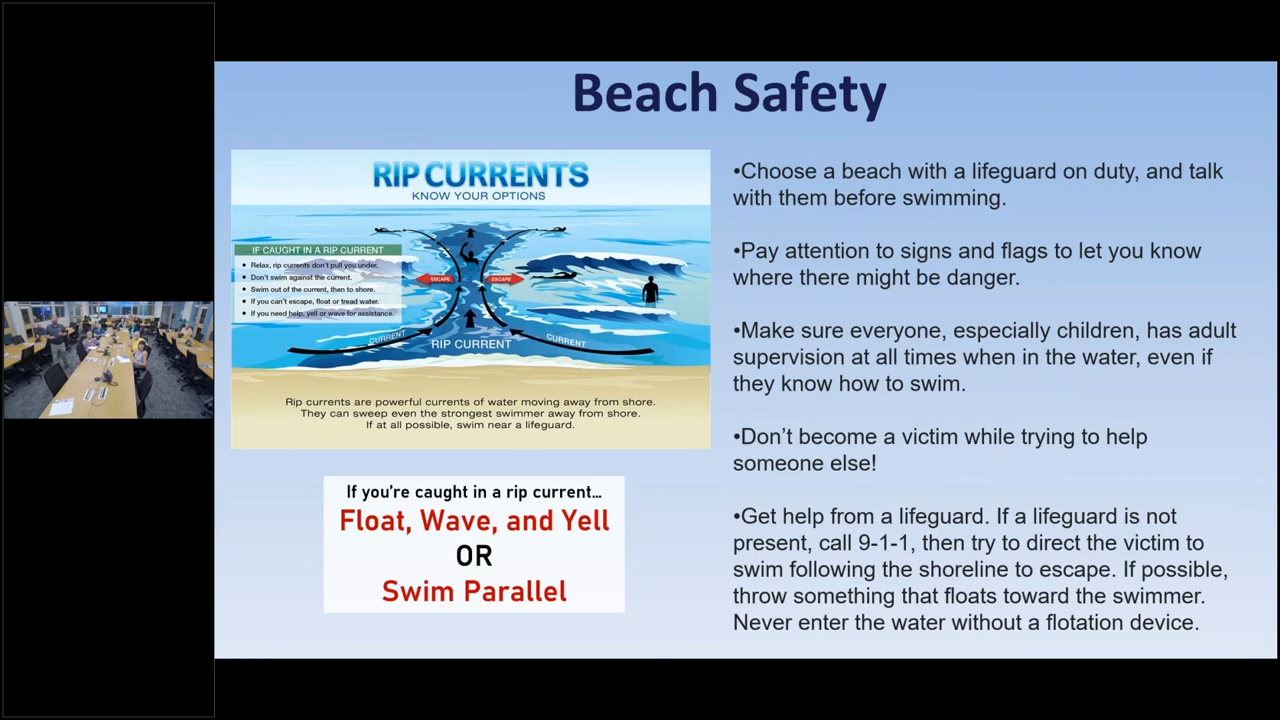 Beach Safety
RIP CURRENTS
KNOW YOUR OPTIONS
IF CAUGHT IN A RIP CURRENT
• Relax, rip currents don't pull you under.
• Don't swim against the current.
• Swim out of the current, then to shore.
• If you can't escape, float or tread water.
• If you need help, yell or wave for assistance.
ESCAPE
ESCAPE
CURRENT
RIP CURRENT
CURRENT
Rip currents are powerful currents of water moving away from shore.
They can sweep even the strongest swimmer away from shore.
If at all possible, swim near a lifeguard.
If you’re caught in a rip current...
Float, Wave, and Yell
OR
Swim Parallel
•Choose a beach with a lifeguard on duty, and talk
with them before swimming.
•Pay attention to signs and flags to let you know
where there might be danger.
•Make sure everyone, especially children, has adult
supervision at all times when in the water, even if
they know how to swim.
•Don’t become a victim while trying to help
someone else!
•Get help from a lifeguard. If a lifeguard is not
present, call 9-1-1, then try to direct the victim to
swim following the shoreline to escape. If possible,
throw something that floats toward the swimmer.
Never enter the water without a flotation device.